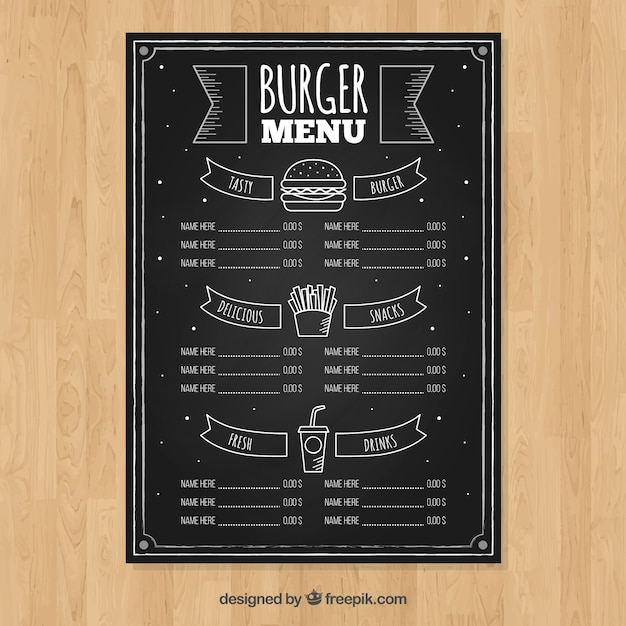 BURGER
MENU
TASTY BURGER
NAME HERE 0.00 $ NAME HERE 0.00 $
NAME HERE 0.00 $ NAME HERE 0.00 $
NAME HERE 0.00 $ NAME HERE 0.00 $
DELICIOUS SNACKS
NAME HERE 0.00 $ NAME HERE 0.00 $
NAME HERE 0.00 $ NAME HERE 0.00 $
NAME HERE 0.00 $ NAME HERE 0.00 $
FRESH DRINKS
NAME HERE 0.00 $ NAME HERE 0.00 $
NAME HERE 0.00 $ NAME HERE 0.00 $
NAME HERE 0.00 $ NAME HERE 0.00 $
designed by freepik.com